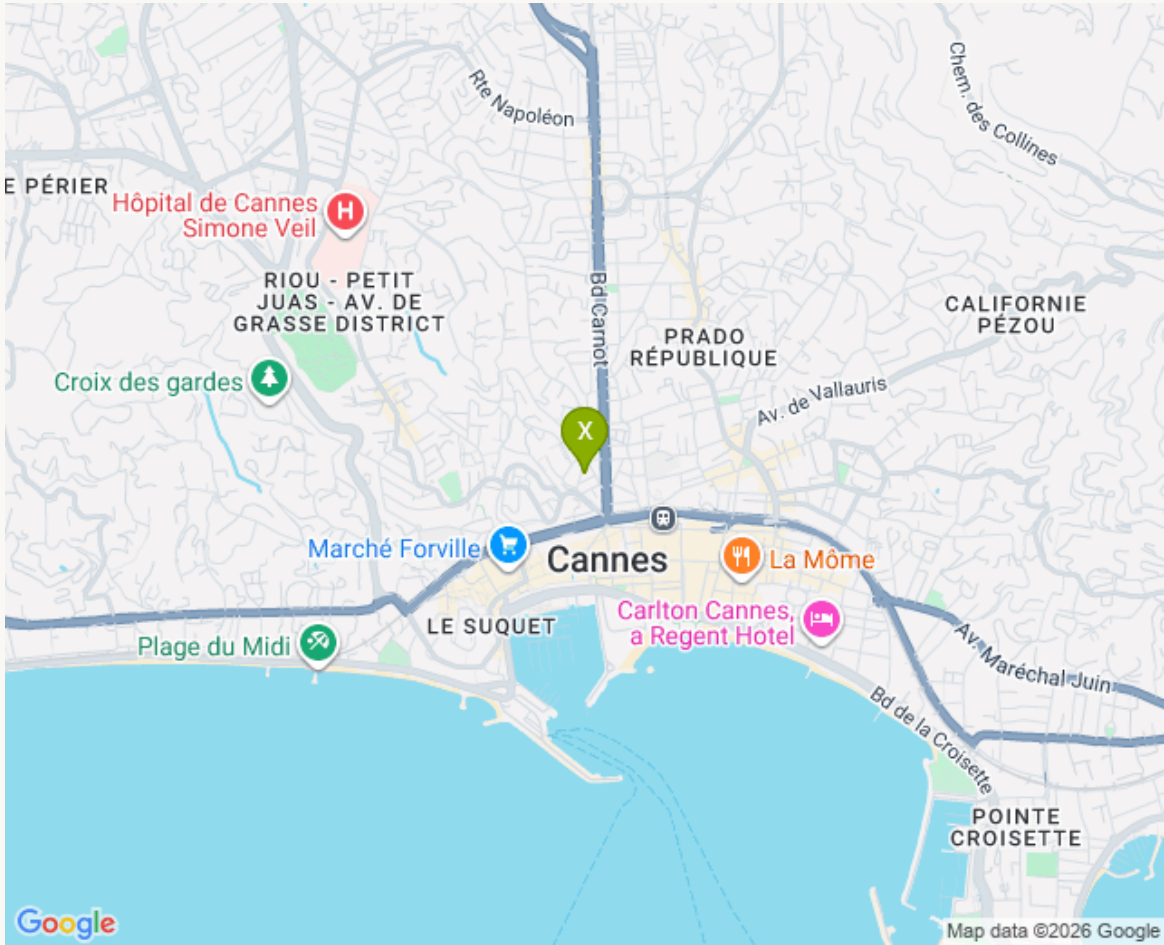 Rte Napoléon
Chem. des Collines
E PÉRIER
Hôpital de Cannes
Simone Veil
H
RIOU - PETIT
JUAS - AV. DE
GRASSE DISTRICT
Bd Carnot
CALIFORNIE
PÉZOU
PRADO
RÉPUBLIQUE
Croix des gardes
Av. de Vallauris
X
Marché Forville
Cannes
La Môme
Carlton Cannes,
a Regent Hotel
LE SUQUET
Plage du Midi
Av. Maréchal Juin
Bd de la Croisette
POINTE
CROISETTE
Google
Map data ©2026 Google